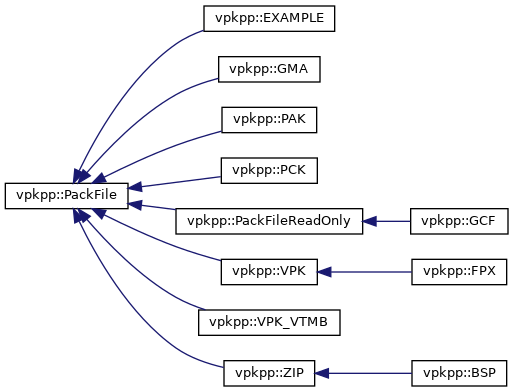 vpkpp::EXAMPLE
vpkpp::GMA
vpkpp::PAK
vpkpp::PCK
vpkpp::PackFile
vpkpp::PackFileReadOnly
vpkpp::GCF
vpkpp::VPK
vpkpp::FPX
vpkpp::VPK_VTMB
vpkpp::ZIP
vpkpp::BSP